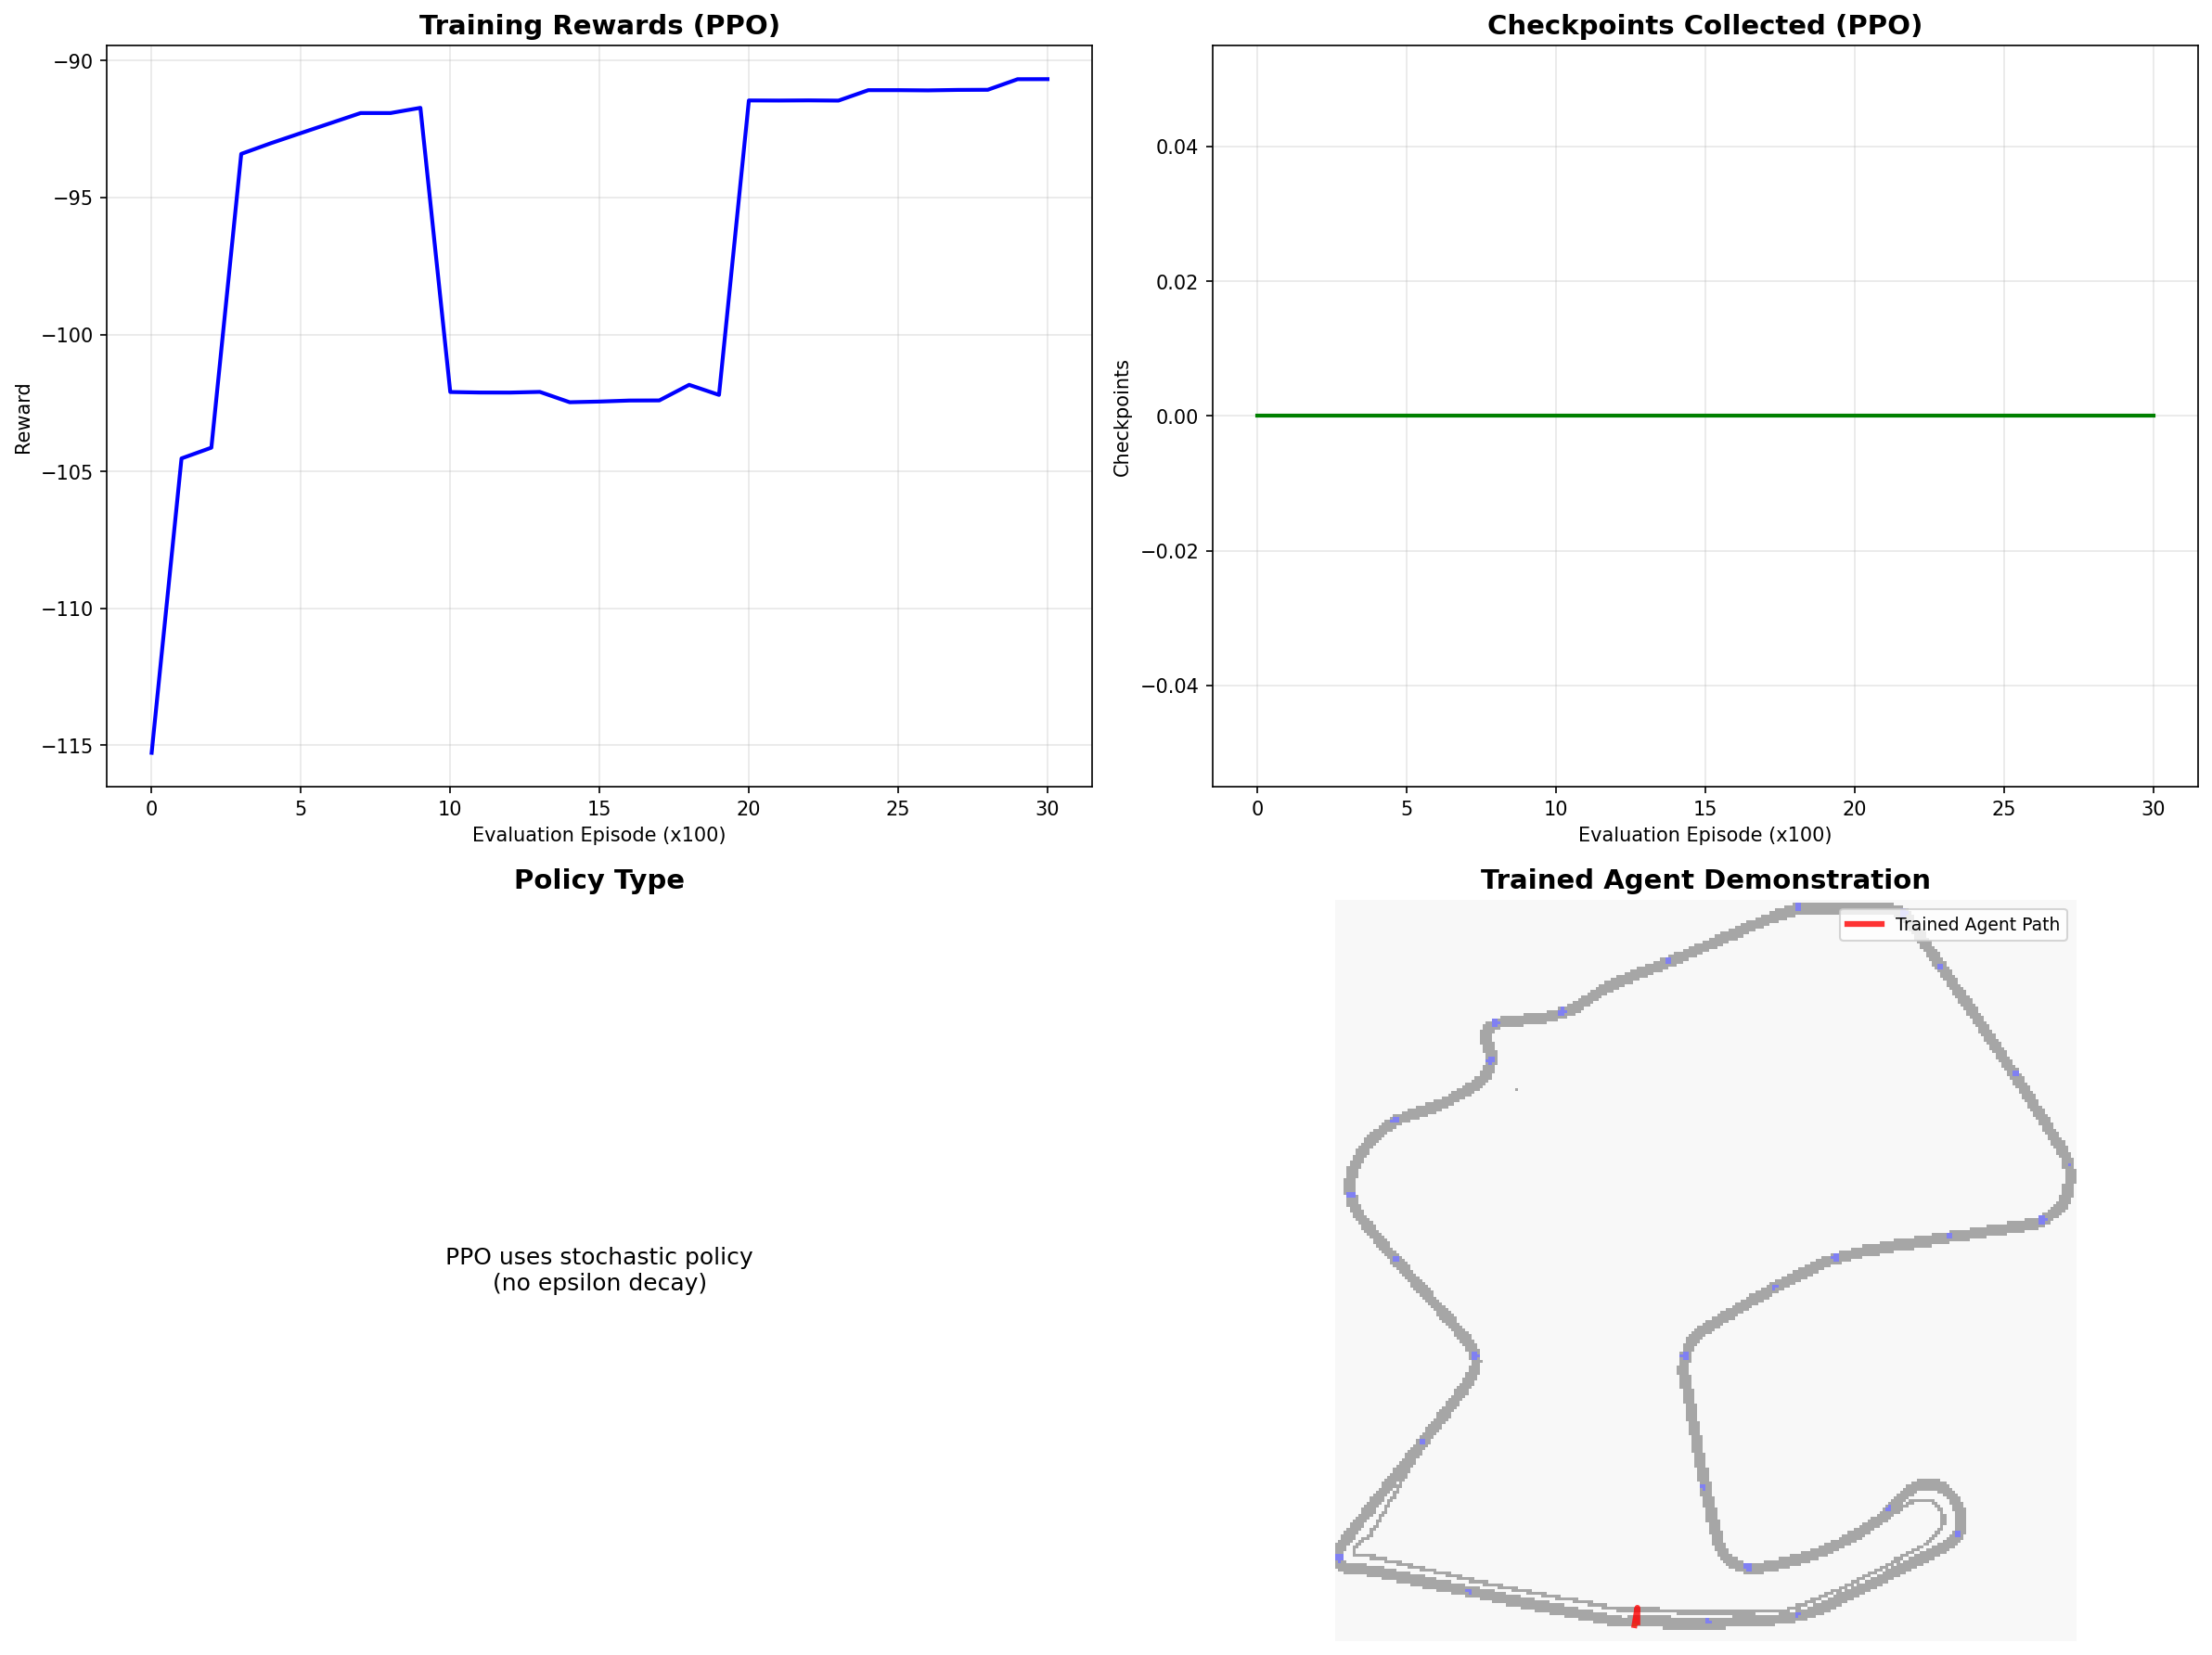 Training Rewards (PPO)
−90
−95
−100
−105
−110
−115
Reward
0 5 10 15 20 25 30
Evaluation Episode (x100)
Checkpoints Collected (PPO)
0.04
0.02
0.00
−0.02
−0.04
Checkpoints
0 5 10 15 20 25 30
Evaluation Episode (x100)
Policy Type
PPO uses stochastic policy
(no epsilon decay)
Trained Agent Demonstration
Trained Agent Path